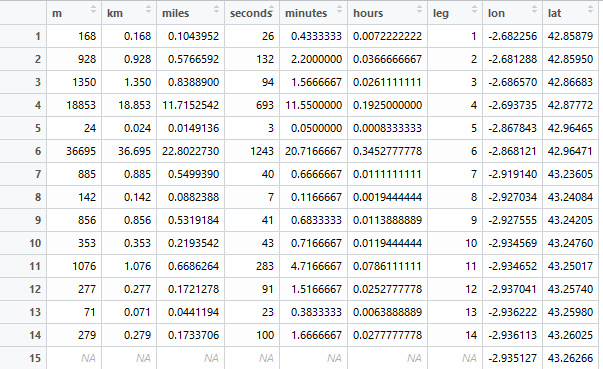 m km miles seconds minutes hours leg lon lat
1 168 0.168 0.1043952 26 0.4333333 0.0072222222 1 -2.682256 42.85879
2 928 0.928 0.5766592 132 2.2000000 0.0366666667 2 -2.681288 42.85950
3 1350 1.350 0.8388900 94 1.5666667 0.0261111111 3 -2.686570 42.86683
4 18853 18.853 11.7152542 693 11.5500000 0.1925000000 4 -2.693735 42.87772
5 24 0.024 0.0149136 3 0.0500000 0.0008333333 5 -2.867843 42.96465
6 36695 36.695 22.8022730 1243 20.7166667 0.3452777778 6 -2.868121 42.96471
7 885 0.885 0.5499390 40 0.6666667 0.0111111111 7 -2.919140 43.23605
8 142 0.142 0.0882388 7 0.1166667 0.0019444444 8 -2.927034 43.24084
9 856 0.856 0.5319184 41 0.6833333 0.0113888889 9 -2.927555 43.24205
10 353 0.353 0.2193542 43 0.7166667 0.0119444444 10 -2.934569 43.24760
11 1076 1.076 0.6686264 283 4.7166667 0.0786111111 11 -2.934652 43.25017
12 277 0.277 0.1721278 91 1.5166667 0.0252777778 12 -2.937041 43.25740
13 71 0.071 0.0441194 23 0.3833333 0.0063888889 13 -2.936222 43.25980
14 279 0.279 0.1733706 100 1.6666667 0.0277777778 14 -2.936113 43.26025
15 NA NA NA NA NA NA NA -2.935127 43.26266